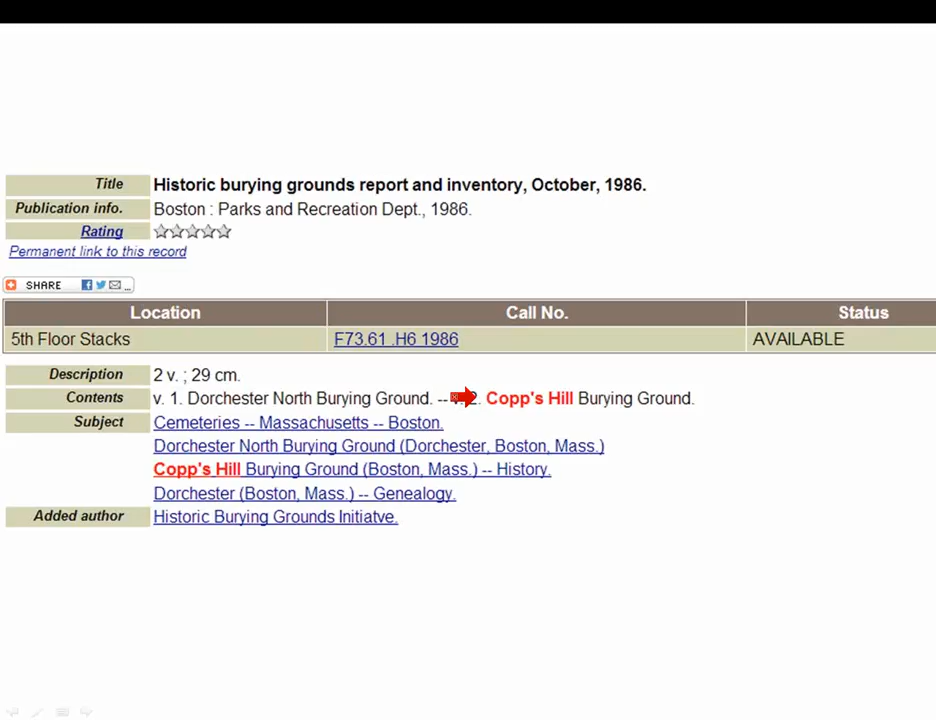 Title Historic burying grounds report and inventory, October, 1986.
Publication info. Boston : Parks and Recreation Dept., 1986.
Rating
Permanent link to this record
SHARE
Location Call No. Status
5th Floor Stacks F73.61 .H6 1986 AVAILABLE
Description 2 v. ; 29 cm.
Contents v. 1. Dorchester North Burying Ground. -- 2. Copp's Hill Burying Ground.
Subject Cemeteries -- Massachusetts -- Boston.
Dorchester North Burying Ground (Dorchester, Boston, Mass.)
Copp's Hill Burying Ground (Boston, Mass.) -- History.
Dorchester (Boston, Mass.) -- Genealogy.
Added author Historic Burying Grounds Initiatve.